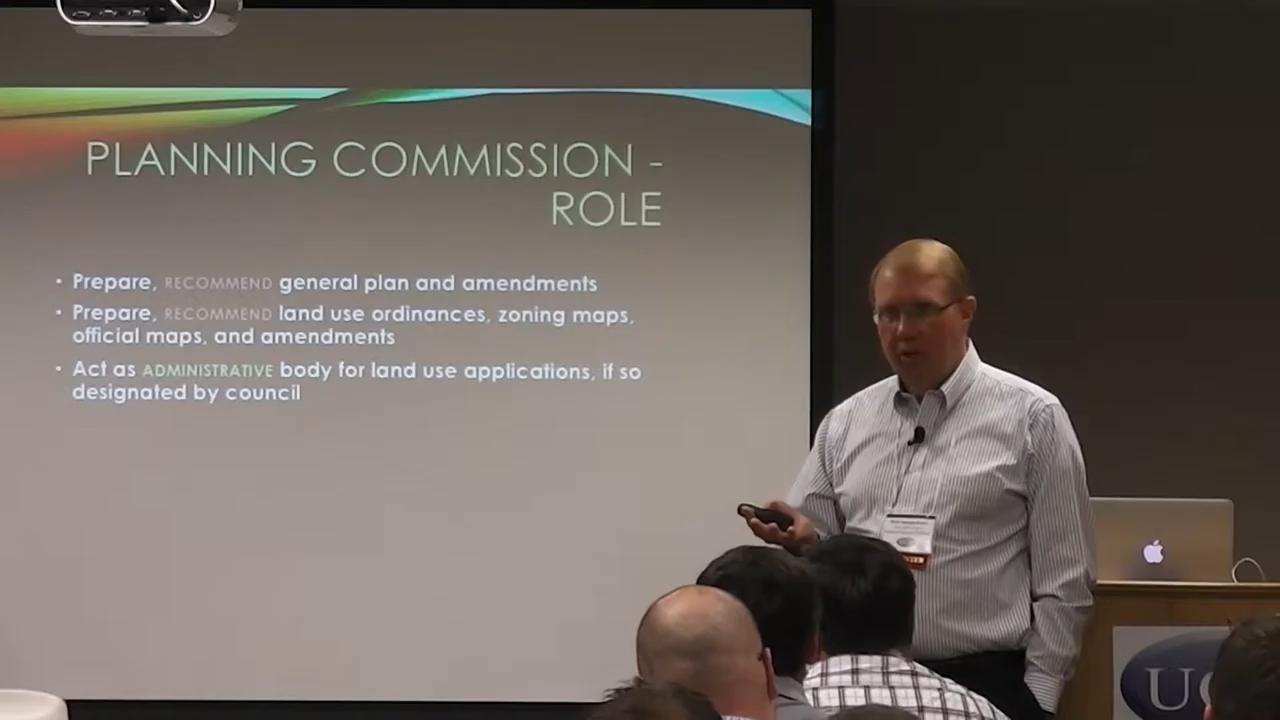 PLANNING COMMISSION -
ROLE
• Prepare, RECOMMEND general plan and amendments
• Prepare, RECOMMEND land use ordinances, zoning maps,
official maps, and amendments
• Act as ADMINISTRATIVE body for land use applications, if so
designated by council